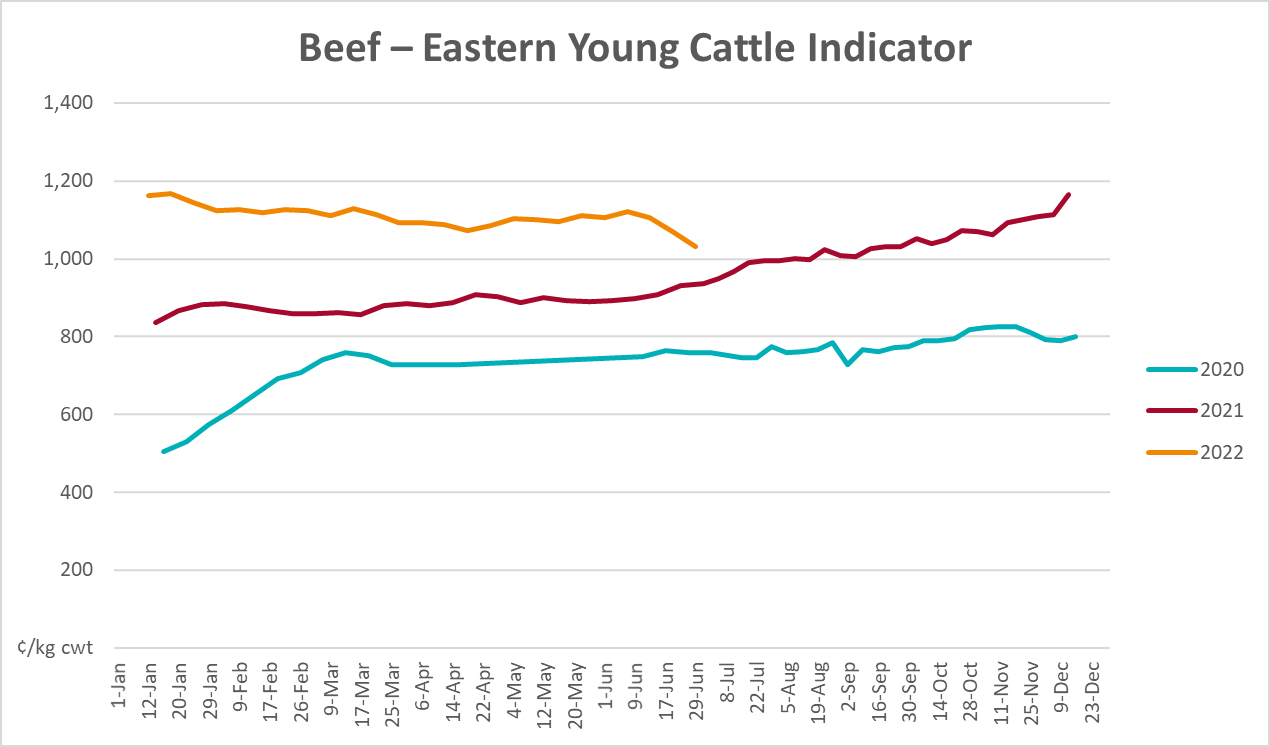 Beef – Eastern Young Cattle Indicator
1,400
1,200
1,000
800
600
400
200
¢/kg cwt
1-Jan
12-Jan
20-Jan
29-Jan
9-Feb
17-Feb
26-Feb
9-Mar
17-Mar
25-Mar
6-Apr
14-Apr
22-Apr
4-May
12-May
20-May
1-Jun
9-Jun
17-Jun
29-Jun
8-Jul
22-Jul
5-Aug
19-Aug
2-Sep
16-Sep
30-Sep
14-Oct
28-Oct
11-Nov
25-Nov
9-Dec
23-Dec
2020
2021
2022